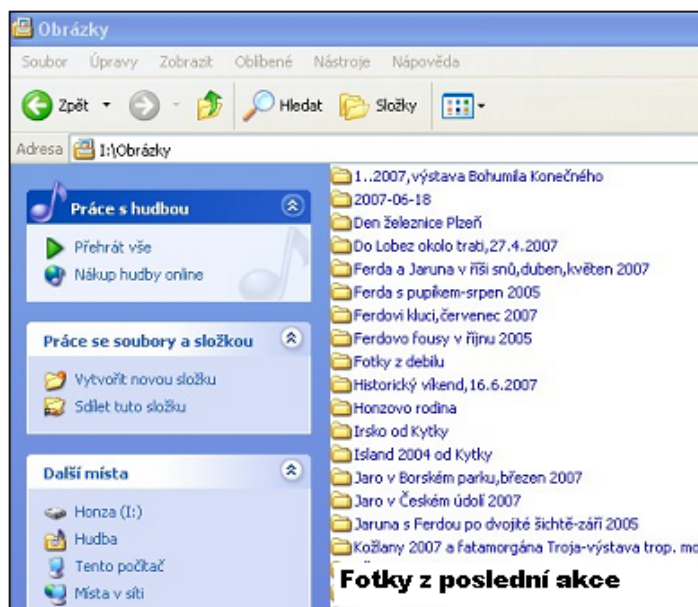 Obrázky
Soubor Úpravy Zobrazit Oblíbené Nástroje Nápověda
Zpět Hledat Složky
Adresa I:\Obrázky
Práce s hudbou
Přehrát vše
Nákup hudby online
Práce se soubory a složkou
Vytvořit novou složku
Sdílet tuto složku
Další místa
Honza (I:)
Hudba
Tento počítač
Místa v síti
1..2007,výstava Bohumila Konečného
2007-06-18
Den železnice Plzeň
Do Lobez okolo trati,27.4.2007
Ferda a Jaruna v říši snů,duben,květen 2007
Ferda s pupíkem-srpen 2005
Ferdovi kluci,červenec 2007
Ferdovo fousy v říjnu 2005
Fotky z debilu
Historický víkend,16.6.2007
Honzovo rodina
Irsko od Kytky
Island 2004 od Kytky
Jaro v Borském parku,březen 2007
Jaro v Českém údolí 2007
Jaruna s Ferdou po dvojité šichtě-září 2005
Kožlany 2007 a fatamorgána Troja-výstava trop.
Fotky z poslední akce